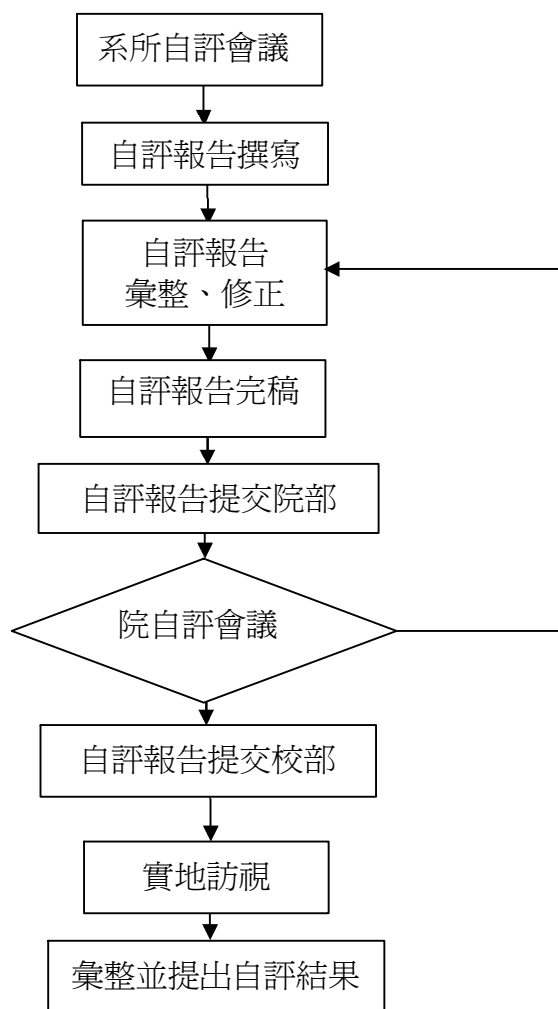 系所自評會議
自評報告撰寫
自評報告
彙整、修正
自評報告完稿
自評報告提交院部
院自評會議
自評報告提交校部
實地訪視
彙整並提出自評結果